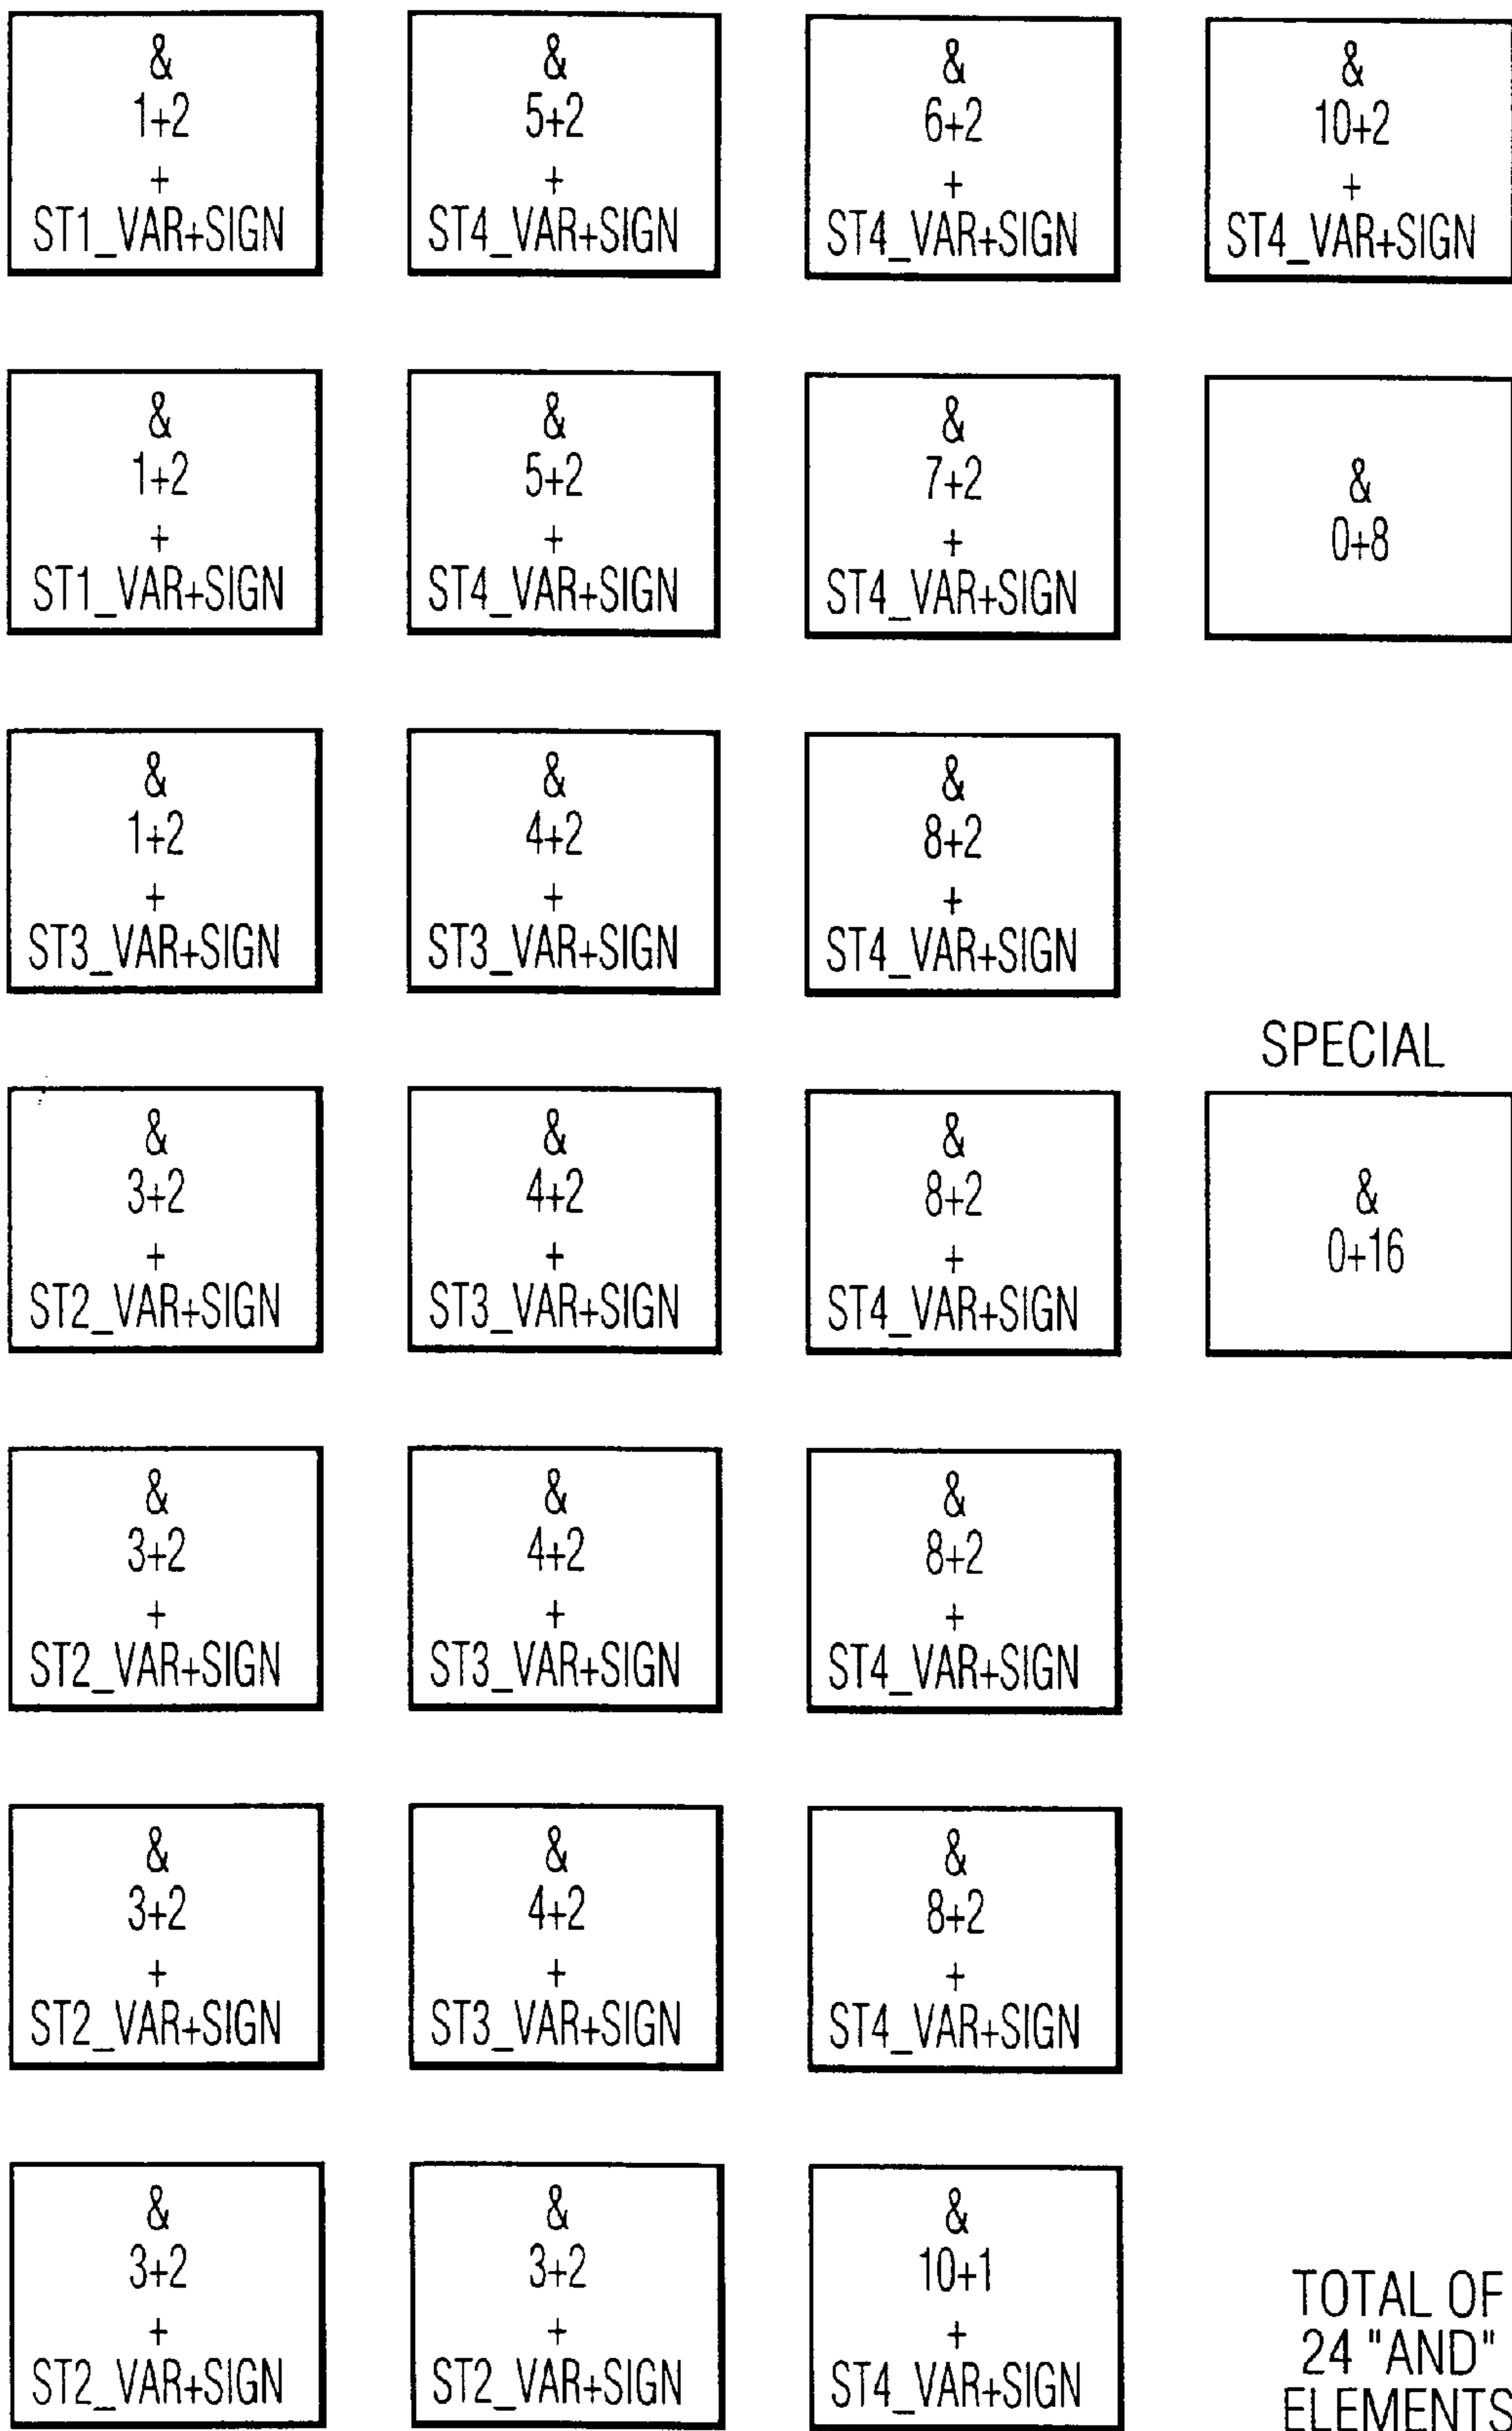 &
1+2
+
ST1_VAR+SIGN
&
5+2
+
ST4_VAR+SIGN
&
6+2
+
ST4_VAR+SIGN
&
10+2
+
ST4_VAR+SIGN
&
1+2
+
ST1_VAR+SIGN
&
5+2
+
ST4_VAR+SIGN
&
7+2
+
ST4_VAR+SIGN
&
0+8
&
1+2
+
ST3_VAR+SIGN
&
4+2
+
ST3_VAR+SIGN
&
8+2
+
ST4_VAR+SIGN
SPECIAL
&
3+2
+
ST2_VAR+SIGN
&
4+2
+
ST3_VAR+SIGN
&
8+2
+
ST4_VAR+SIGN
&
0+16
&
3+2
+
ST2_VAR+SIGN
&
4+2
+
ST3_VAR+SIGN
&
8+2
+
ST4_VAR+SIGN
&
3+2
+
ST2_VAR+SIGN
&
4+2
+
ST3_VAR+SIGN
&
8+2
+
ST4_VAR+SIGN
&
3+2
+
ST2_VAR+SIGN
&
3+2
+
ST2_VAR+SIGN
&
10+1
+
ST4_VAR+SIGN
TOTAL OF
24 "AND"
ELEMENTS